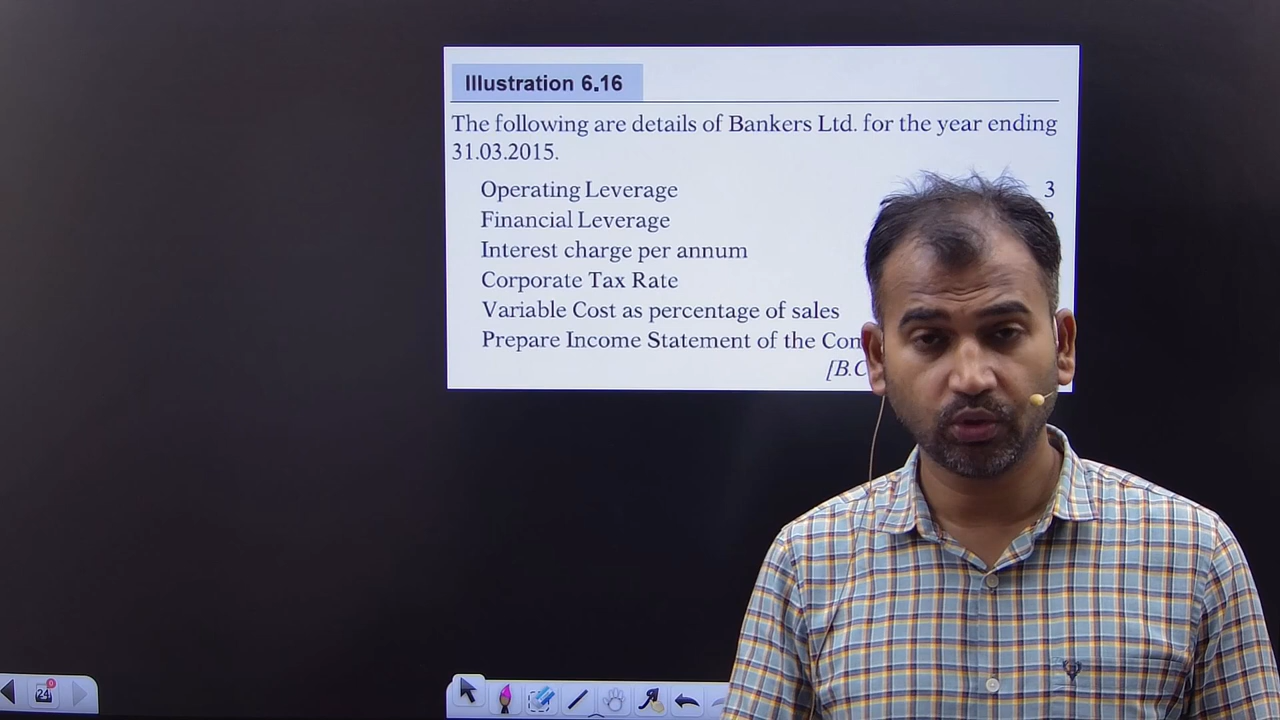 Illustration 6.16
The following are details of Bankers Ltd. for the year ending
31.03.2015.
Operating Leverage 3
Financial Leverage
Interest charge per annum
Corporate Tax Rate
Variable Cost as percentage of sales
Prepare Income Statement of the
[B.C
24